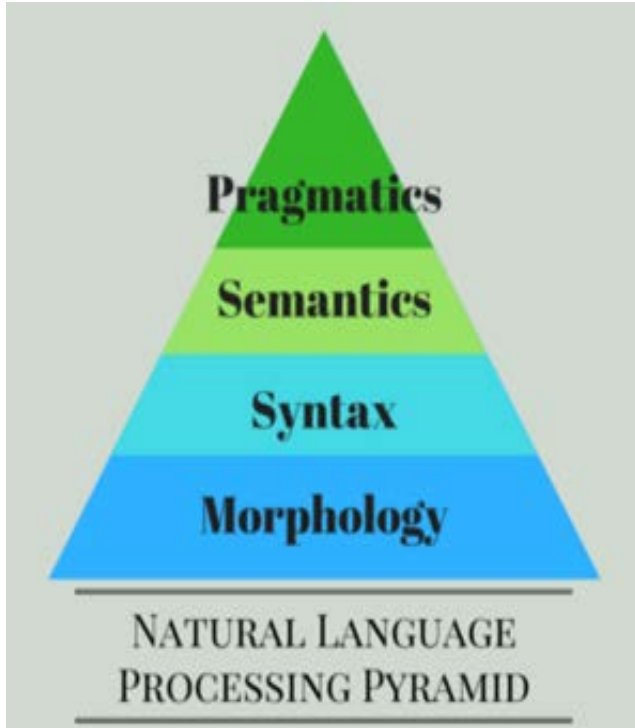 Pragmatics
Semantics
Syntax
Morphology
NATURAL LANGUAGE
PROCESSING PYRAMID